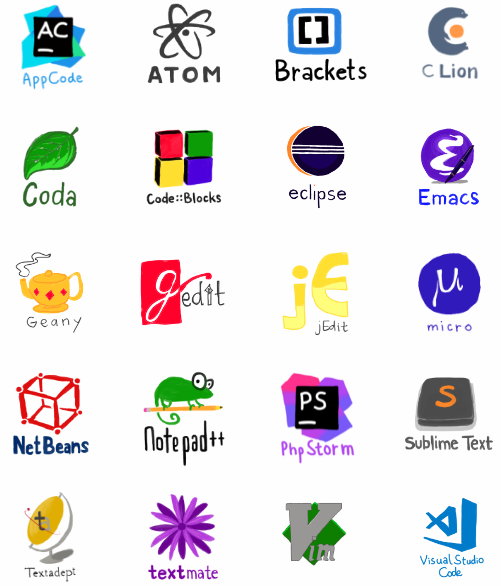 AC
AppCode
ATOM
[]
Brackets
C
C Lion
Coda
Code::Blocks
eclipse
Emacs
Geany
gedit
jE
jEdit
μ
micro
NetBeans
Notepad++
PS
PhpStorm
S
Sublime Text
t
Textadept
textmate
Vim
Visual Studio
Code